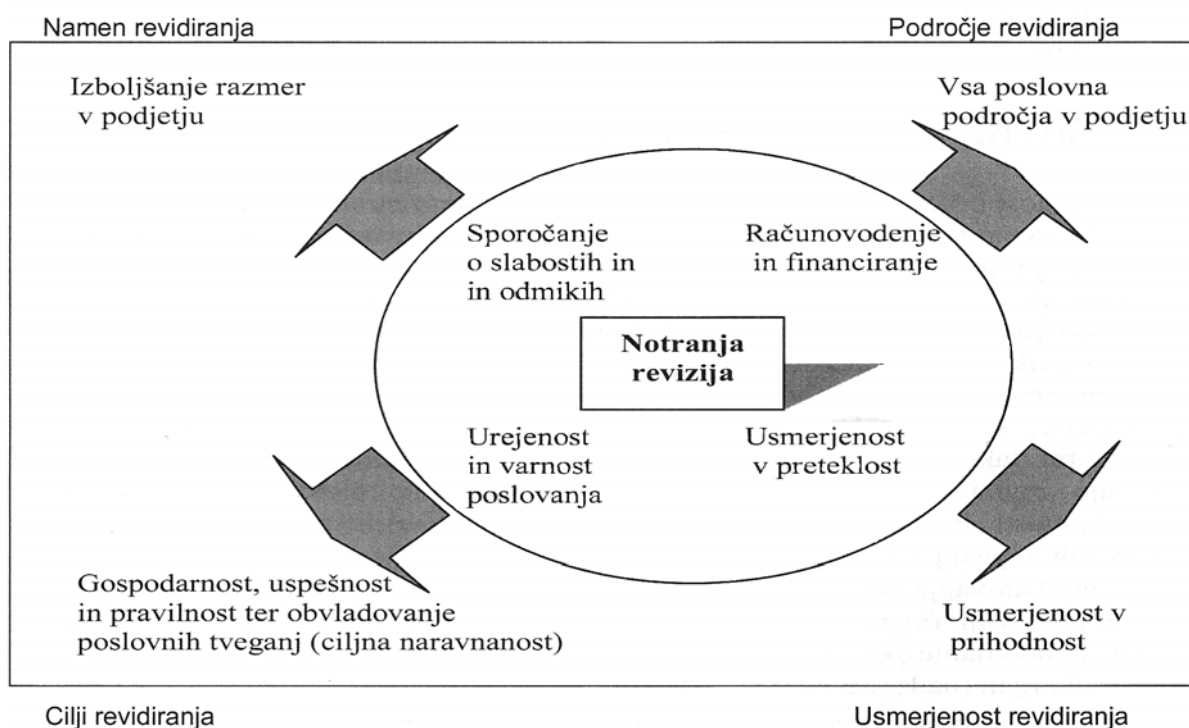 Namen revidiranja
Področje revidiranja
Izboljšanje razmer
v podjetju
Vsa poslovna
področja v podjetju
Sporočanje
o slabostih in
in odmikih
Računovodenje
in financiranje
Notranja
revizija
Urejenost
in varnost
poslovanja
Usmerjenost
v preteklost
Gospodarnost, uspešnost
in pravilnost ter obvladovanje
poslovnih tveganj (ciljna naravnanost)
Usmerjenost v
prihodnost
Cilji revidiranja
Usmerjenost revidiranja